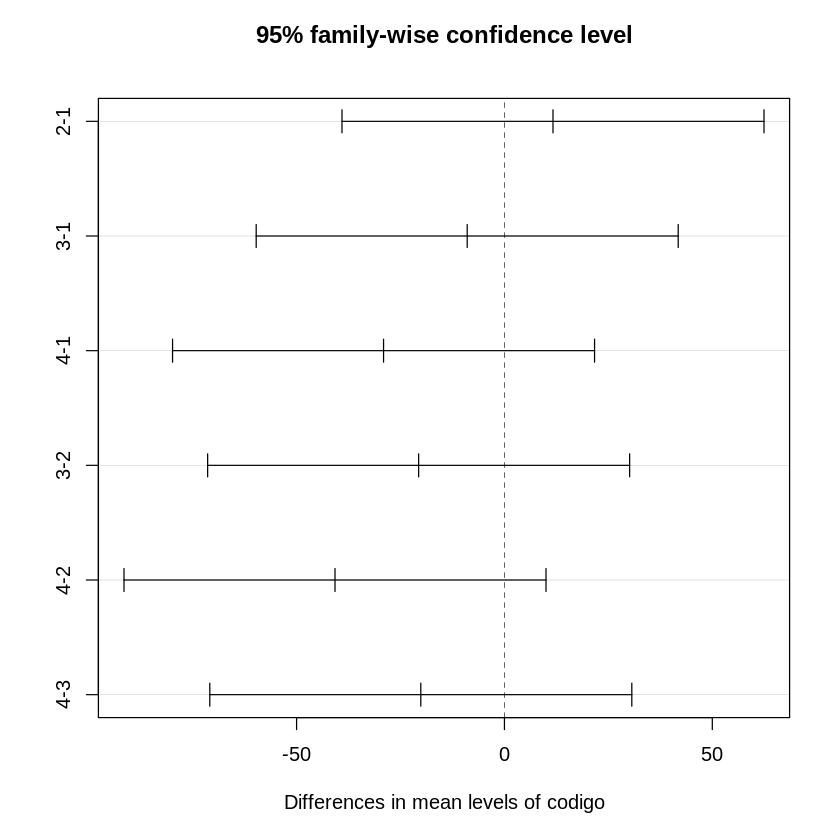 95% family-wise confidence level
2-1
3-1
4-1
3-2
4-2
4-3
-50 0 50
Differences in mean levels of codigo